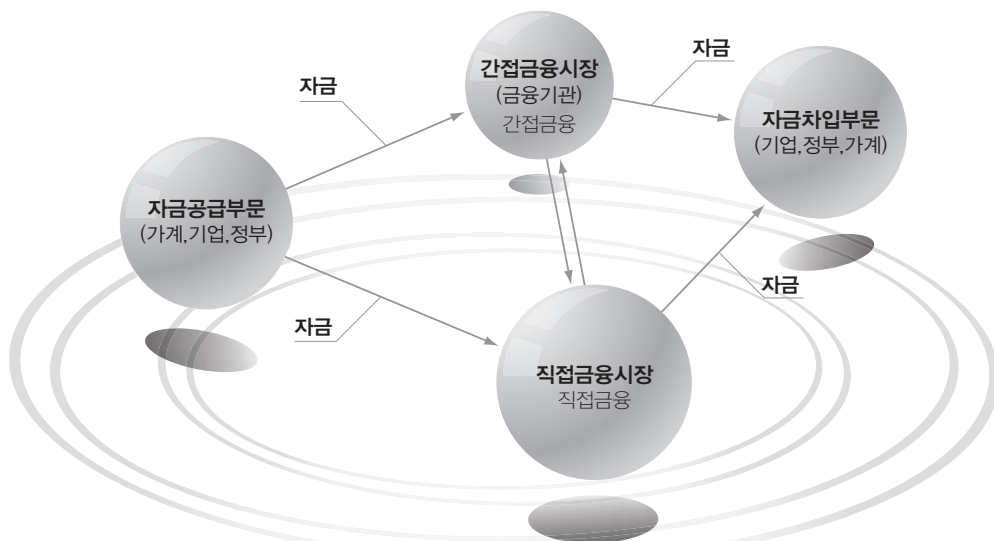 간접금융시장
(금융기관)
간접금융
자금
자금
자금차입부문
(기업,정부,가계)
자금공급부문
(가계,기업,정부)
자금
자금
직접금융시장
직접금융